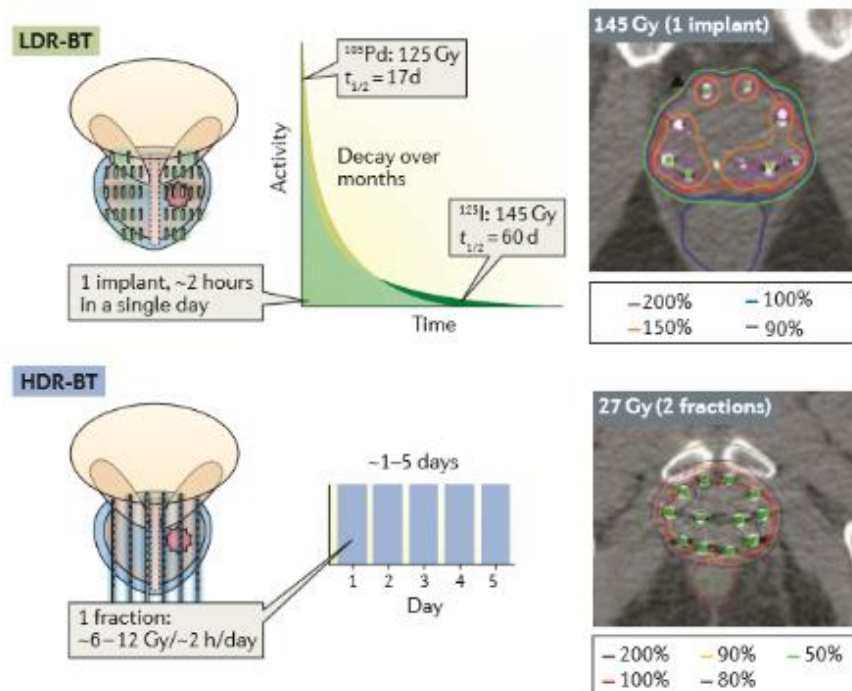 LDR-BT
¹⁰³Pd: 125 Gy
t₁/₂ = 17d
Decay over
months
¹²⁵I: 145 Gy
t₁/₂ = 60 d
1 implant, ~2 hours
in a single day
Activity
Time
145 Gy (1 implant)
200%
100%
150%
90%
HDR-BT
~1–5 days
1 2 3 4 5
Day
1 fraction:
~6–12 Gy/~2 h/day
27 Gy (2 fractions)
200% 90% 50%
100% 80%